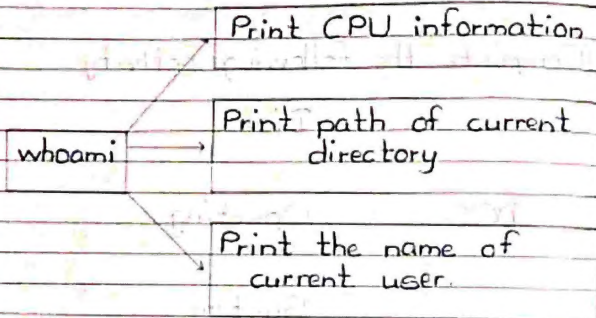 Print CPU information
Print path of current
directory
whoami
Print the name of
current user.